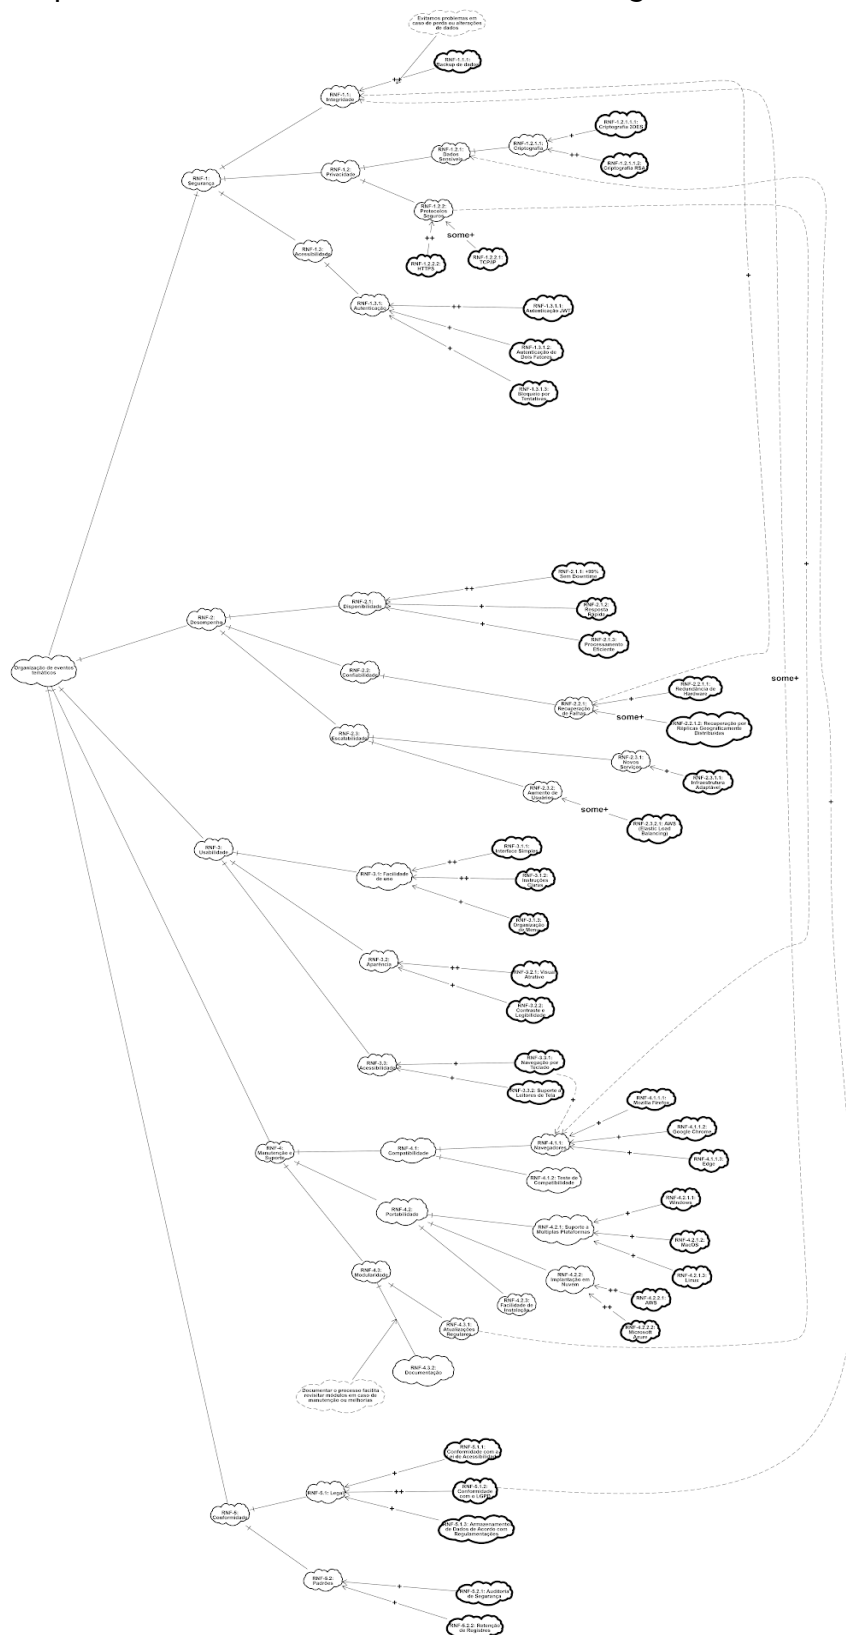 Evitamos problemas em
caso de perda ou alterações
de dados
RNF-1.1.1:
Backup de dados
++
RNF-1.1:
Integridade
RNF-1.2.1.1.1:
Criptografia 3DES
+
RNF-1.2.1.1:
Criptografia
RNF-1.2.1:
Dados
Sensíveis
++
RNF-1.2.1.1.2:
Criptografia RSA
RNF-1.2:
Privacidade
RNF-1:
Segurança
RNF-1.2.2:
Protocolos
Seguros
++
some+
RNF-1.2.2.2:
HTTPS
RNF-1.2.2.1:
TCP/IP
RNF-1.3:
Acessibilidade
+
RNF-1.3.1:
Autenticação
++
RNF-1.3.1.1:
Autenticação JWT
+
RNF-1.3.1.2:
Autenticação de
Dois Fatores
+
RNF-1.3.1.3:
Bloqueio por
Tentativas
+
RNF-2.1.1: +99%
Sem Downtime
++
RNF-2.1:
Disponibilidade
+
RNF-2.1.2:
Resposta
Rápida
RNF-2:
Desempenho
+
RNF-2.1.3:
Processamento
Eficiente
Organização de eventos
temáticos
RNF-2.2:
Confiabilidade
some+
RNF-2.2.1:
Recuperação
de Falhas
+
RNF-2.2.1.1:
Redundância de
Hardware
some+
RNF-2.2.1.2: Recuperação por
Réplicas Geograficamente
Distribuídas
RNF-2.3:
Escalabilidade
RNF-2.3.1:
Novos
Serviços
+
RNF-2.3.1.1:
Infraestrutura
Adaptável
RNF-2.3.2:
Aumento de
Usuários
some+
+
RNF-2.3.2.1: AWS
(Elastic Load
Balancing)
RNF-3:
Usabilidade
RNF-3.1.1:
Interface Simples
++
RNF-3.1: Facilidade
de uso
++
RNF-3.1.2:
Instruções
Claras
+
RNF-3.1.3:
Organização
de Menu
RNF-3.2:
Aparência
++
RNF-3.2.1: Visual
Atrativo
+
RNF-3.2.2:
Contraste e
Legibilidade
RNF-3.3:
Acessibilidade
+
RNF-3.3.1:
Navegação por
Teclado
+
RNF-3.3.2: Suporte a
Leitores de Tela
+
RNF-4.1.1.1:
Mozilla Firefox
+
RNF-4:
Manutenção e
Suporte
RNF-4.1:
Compatibilidade
RNF-4.1.1:
Navegadores
+
RNF-4.1.1.2:
Google Chrome
+
RNF-4.1.1.3:
Edge
RNF-4.1.2: Teste de
Compatibilidade
RNF-4.2:
Portabilidade
RNF-4.2.1: Suporte a
Múltiplas Plataformas
+
RNF-4.2.1.1:
Windows
+
RNF-4.2.1.2:
MacOS
+
RNF-4.2.1.3:
Linux
RNF-4.3:
Modularidade
RNF-4.2.2:
Implantação em
Nuvem
++
RNF-4.2.2.1:
AWS
++
RNF-4.2.2.2:
Microsoft
Azure
RNF-4.2.3:
Facilidade de
Instalação
RNF-4.3.1:
Atualizações
Regulares
RNF-4.3.2:
Documentação
Documentar o processo facilita
revisitar módulos em caso de
manutenção ou melhorias
RNF-5.1.1:
Conformidade com a
Lei de Acessibilidade
+
RNF-5.1: Legal
++
RNF-5.1.2:
Conformidade
com a LGPD
RNF-5:
Conformidade
+
RNF-5.1.3: Armazenamento
de Dados de Acordo com
Regulamentações
RNF-5.2:
Padrões
+
RNF-5.2.1: Auditoria
de Segurança
+
RNF-5.2.2: Retenção
de Registros